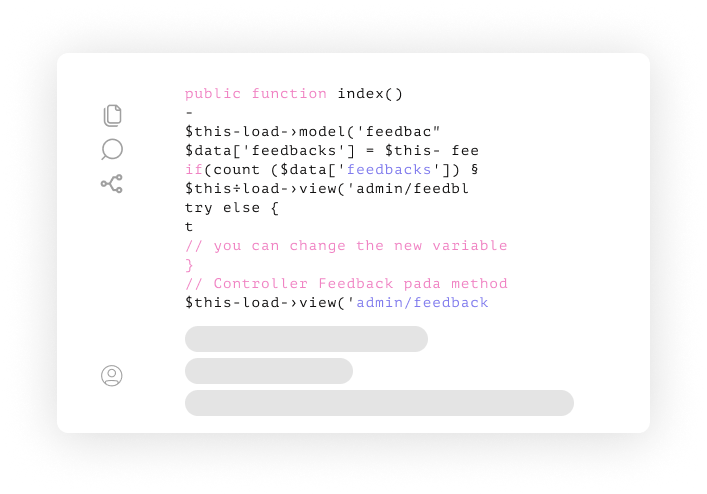 public function index()
-
$this-load-›model('feedbac"
$data['feedbacks'] = $this- fee
if(count ($data['feedbacks']) §
$this÷load-›view('admin/feedbl
try else {
t
// you can change the new variable
}
// Controller Feedback pada method
$this-load-›view('admin/feedback